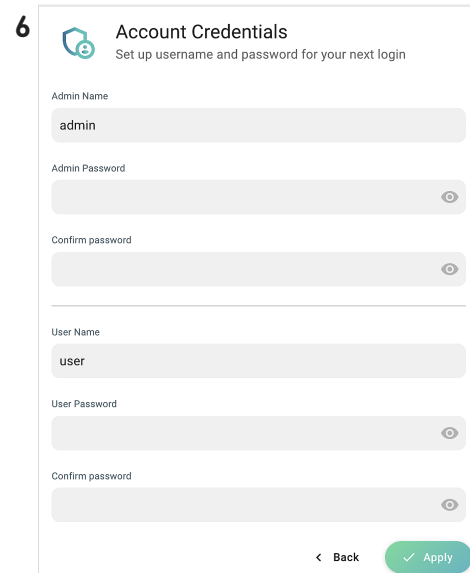 6
Account Credentials
Set up username and password for your next login
Admin Name
admin
Admin Password
Confirm password
User Name
user
User Password
Confirm password
Back
Apply